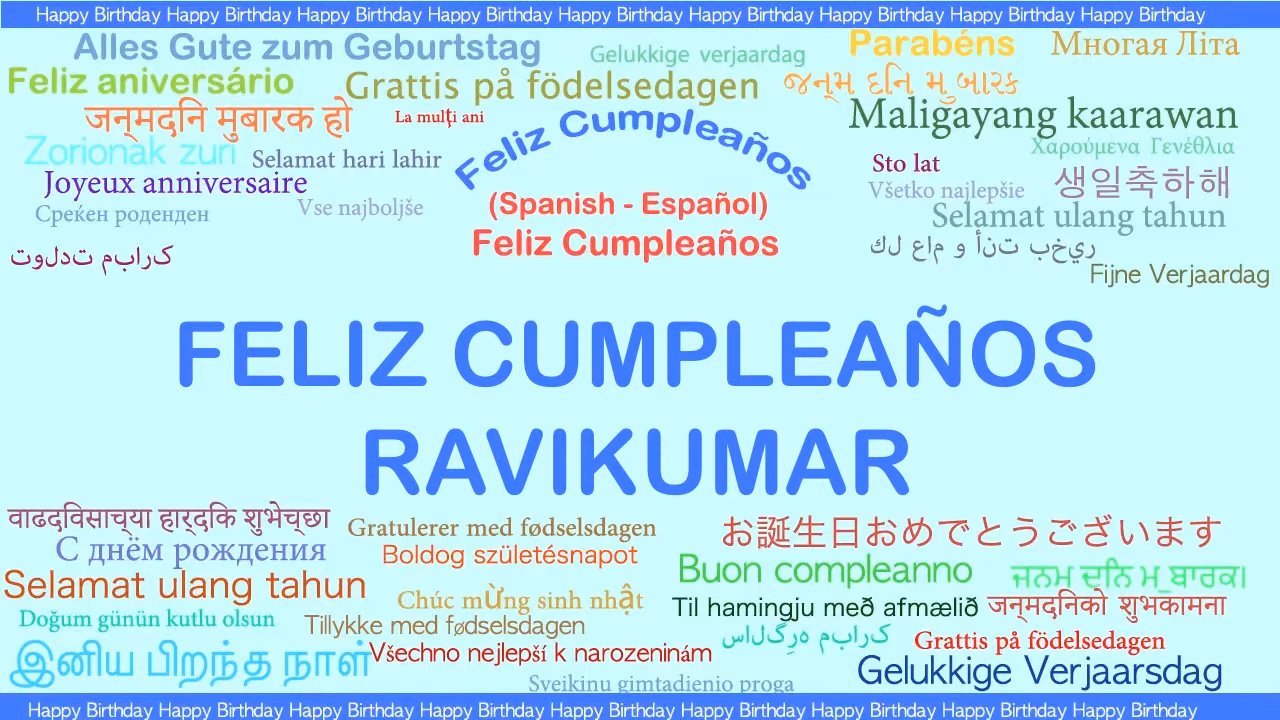 Happy Birthday Happy Birthday Happy Birthday Happy Birthday Happy Birthday Happy Birthday Happy Birthday Happy Birthday Happy Birthday
Alles Gute zum Geburtstag
Gelukkige verjaardag
Parabéns
Многая Літа
Feliz aniversário
Grattis på födelsedagen
જન્મ દિન મુબારક
जन्मदिन मुबारक हो
La mulţi ani
Feliz Cumpleaños
Maligayang kaarawan
Zorionak zuri
Selamat hari lahir
Sto lat
Χαρούμενα Γενέθλια
Joyeux anniversaire
Všetko najlepšie
생일축하해
Среќен роденден
Vse najboljše
(Spanish - Español)
Selamat ulang tahun
Feliz Cumpleaños
تولدت مبارک
كل عام و أنت بخير
Fijne Verjaardag
FELIZ CUMPLEAÑOS
RAVIKUMAR
वाढदिवसाच्या हार्दिक शुभेच्छा
Gratulerer med fødselsdagen
お誕生日おめでとうございます
С днём рождения
Boldog születésnapot
Buon compleanno
ਜਨਮ ਦਿਨ ਮੁਬਾਰਕ।
Selamat ulang tahun
Chúc mừng sinh nhật
Til hamingju með afmælið
जन्मदिनको शुभकामना
Doğum günün kutlu olsun
Tillykke med fødselsdagen
سالگرہ مبارک
Grattis på födelsedagen
இனிய பிறந்த நாள்
Všechno nejlepší k narozeninám
Gelukkige Verjaarsdag
Sveikinu gimtadienio proga
Happy Birthday Happy Birthday Happy Birthday Happy Birthday Happy Birthday Happy Birthday Happy Birthday Happy Birthday Happy Birthday